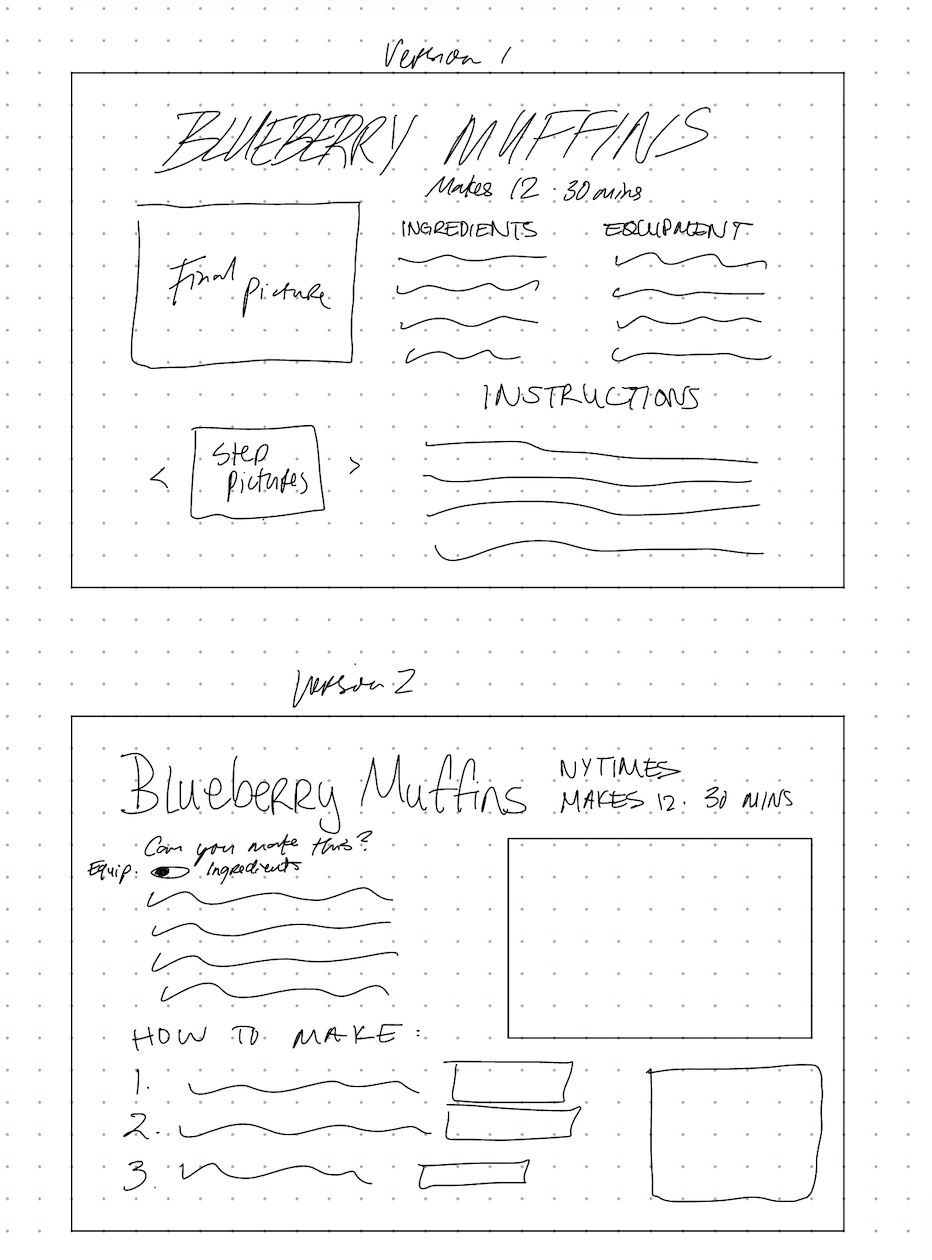 Version 1
BLUEBERRY MUFFINS
Makes 12 · 30 mins
INGREDIENTS
EQUIPMENT
Final Picture
INSTRUCTIONS
< Step >
Pictures
Version 2
Blueberry Muffins
NYTIMES
MAKES 12 · 30 MINS
Can you make this?
Equip. Ingredients
HOW TO MAKE:
1.
2.
3.